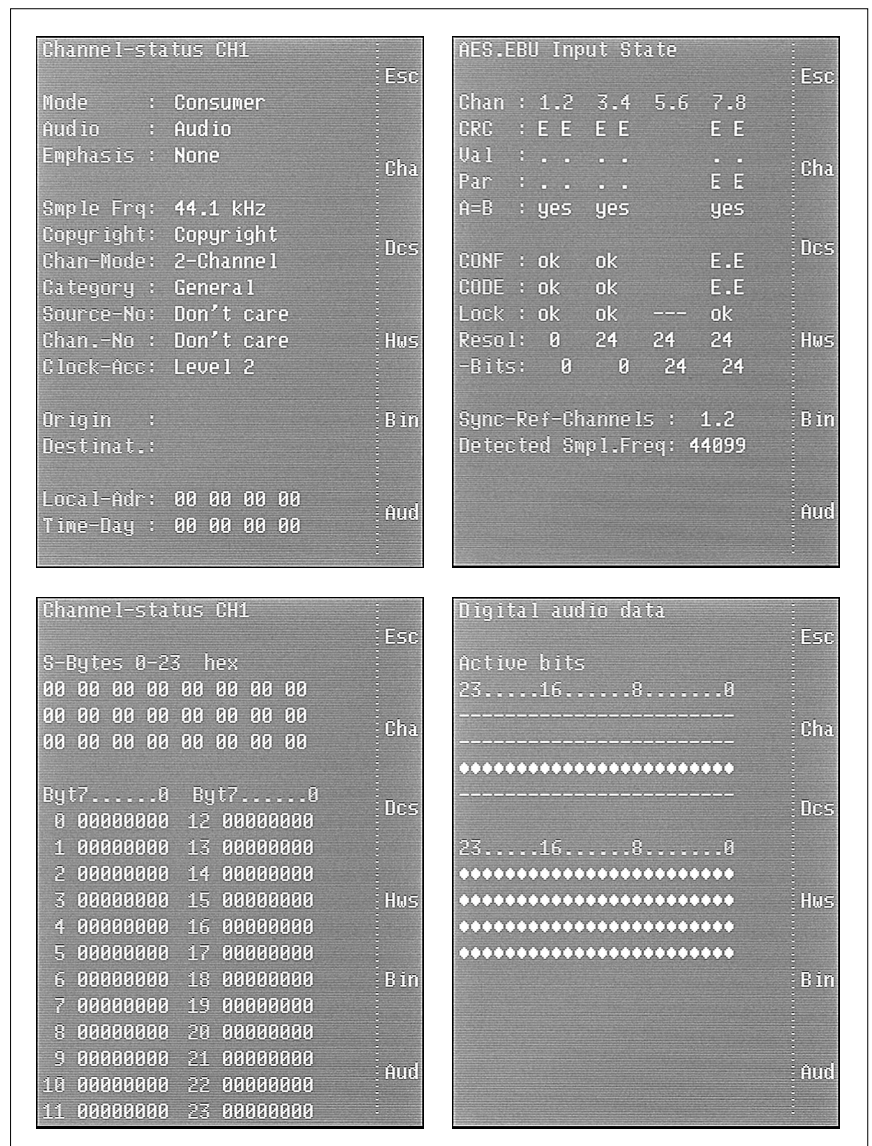 Channel-status CH1
Esc
Mode : Consumer
Audio : Audio
Emphasis : None
Cha
Smple Frq: 44.1 kHz
Copyright: Copyright
Dcs
Chan-Mode: 2-Channel
Category : General
Source-No: Don't care
Chan.-No : Don't care
Hws
Clock-Acc: Level 2
Origin :
Bin
Destinat.:
Local-Adr: 00 00 00 00
Aud
Time-Day : 00 00 00 00
AES.EBU Input State
Esc
Chan : 1.2 3.4 5.6 7.8
CRC : E E E E E E
Val : . . . . . .
Cha
Par : . . . . E E
A=B : yes yes yes
Dcs
CONF : ok ok E.E
CODE : ok ok E.E
Lock : ok ok --- ok
Resol: 0 24 24 24
Hws
-Bits: 0 0 24 24
Sync-Ref-Channels : 1.2
Bin
Detected Smpl.Freq: 44099
Aud
Channel-status CH1
Esc
S-Bytes 0-23 hex
00 00 00 00 00 00 00 00
00 00 00 00 00 00 00 00
Cha
00 00 00 00 00 00 00 00
Byt7......0 Byt7......0
Dcs
0 00000000 12 00000000
1 00000000 13 00000000
2 00000000 14 00000000
3 00000000 15 00000000
Hws
4 00000000 16 00000000
5 00000000 17 00000000
6 00000000 18 00000000
Bin
7 00000000 19 00000000
8 00000000 20 00000000
9 00000000 21 00000000
Aud
10 00000000 22 00000000
11 00000000 23 00000000
Digital audio data
Esc
Active bits
23.....16......8.......0
------------------------
Cha
------------------------
♦♦♦♦♦♦♦♦♦♦♦♦♦♦♦♦♦♦♦♦♦♦♦♦
------------------------
Dcs
23.....16......8.......0
♦♦♦♦♦♦♦♦♦♦♦♦♦♦♦♦♦♦♦♦♦♦♦♦
♦♦♦♦♦♦♦♦♦♦♦♦♦♦♦♦♦♦♦♦♦♦♦♦
Hws
♦♦♦♦♦♦♦♦♦♦♦♦♦♦♦♦♦♦♦♦♦♦♦♦
♦♦♦♦♦♦♦♦♦♦♦♦♦♦♦♦♦♦♦♦♦♦♦♦
Bin
Aud